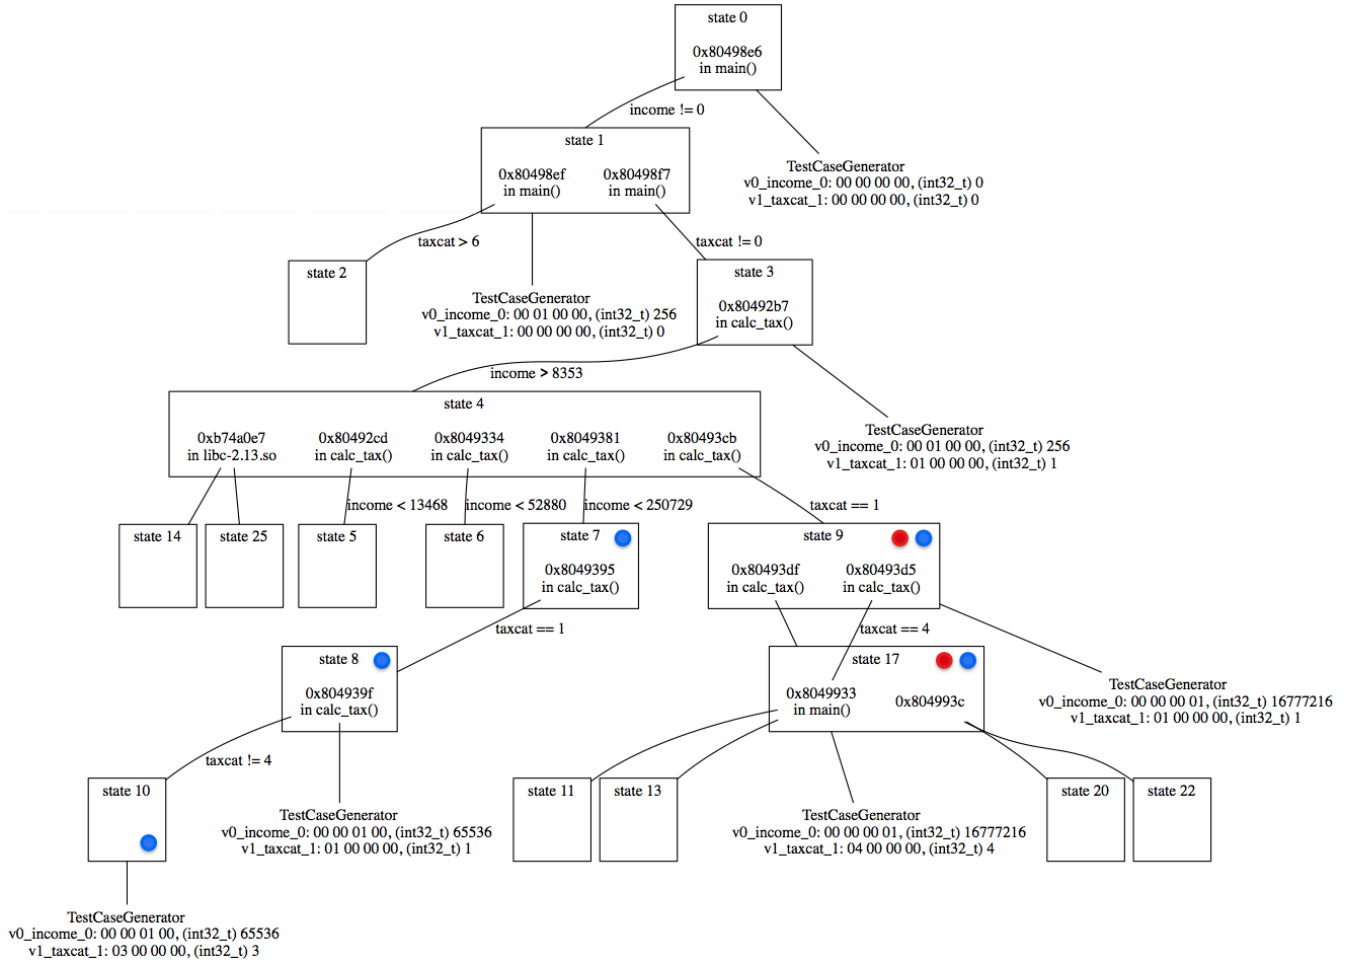 state 0
0x80498e6
in main()
income != 0
state 1
0x80498ef
in main()
0x80498f7
in main()
TestCaseGenerator
v0_income_0: 00 00 00 00, (int32_t) 0
v1_taxcat_1: 00 00 00 00, (int32_t) 0
taxcat > 6
taxcat != 0
state 2
TestCaseGenerator
v0_income_0: 00 01 00 00, (int32_t) 256
v1_taxcat_1: 00 00 00 00, (int32_t) 0
state 3
0x80492b7
in calc_tax()
income > 8353
state 4
0xb74a0e7
in libc-2.13.so
0x80492cd
in calc_tax()
0x8049334
in calc_tax()
0x8049381
in calc_tax()
0x80493cb
in calc_tax()
TestCaseGenerator
v0_income_0: 00 01 00 00, (int32_t) 256
v1_taxcat_1: 01 00 00 00, (int32_t) 1
income < 13468
income < 52880
income < 250729
taxcat == 1
state 14
state 25
state 5
state 6
state 7
0x8049395
in calc_tax()
state 9
0x80493df
in calc_tax()
0x80493d5
in calc_tax()
taxcat == 1
taxcat == 4
state 8
0x804939f
in calc_tax()
state 17
0x8049933
in main()
0x804993c
TestCaseGenerator
v0_income_0: 00 00 00 01, (int32_t) 16777216
v1_taxcat_1: 01 00 00 00, (int32_t) 1
taxcat != 4
state 10
TestCaseGenerator
v0_income_0: 00 00 01 00, (int32_t) 65536
v1_taxcat_1: 01 00 00 00, (int32_t) 1
state 11
state 13
TestCaseGenerator
v0_income_0: 00 00 00 01, (int32_t) 16777216
v1_taxcat_1: 04 00 00 00, (int32_t) 4
state 20
state 22
TestCaseGenerator
v0_income_0: 00 00 01 00, (int32_t) 65536
v1_taxcat_1: 03 00 00 00, (int32_t) 3